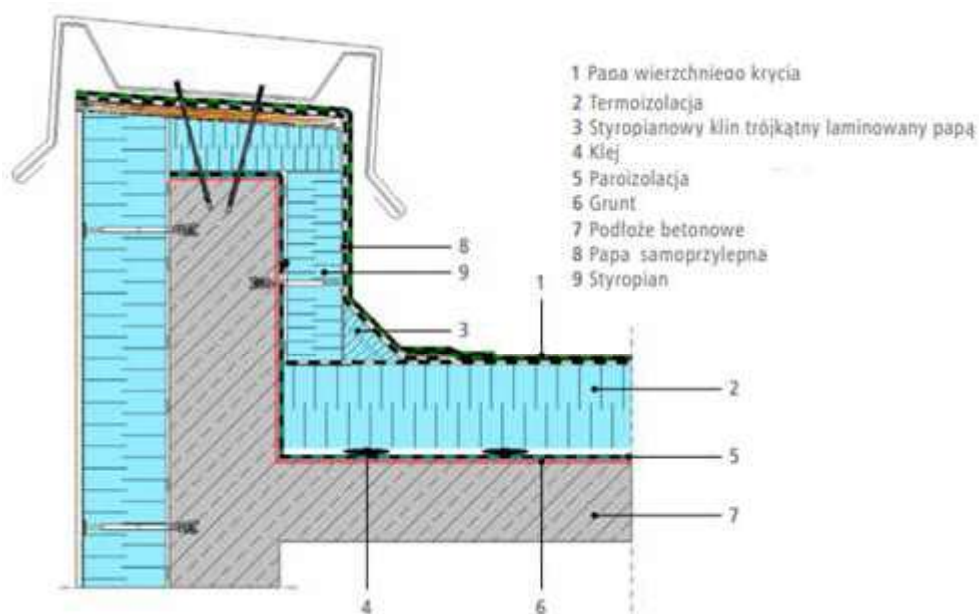 1 Papa wierzchniego krycia
2 Termoizolacja
3 Styropianowy klin trójkątny laminowany papą
4 Klej
5 Paroizolacja
6 Grunt
7 Podłoże betonowe
8 Papa samoprzylepna
9 Styropian
8
9
1
3
2
5
7
4
6